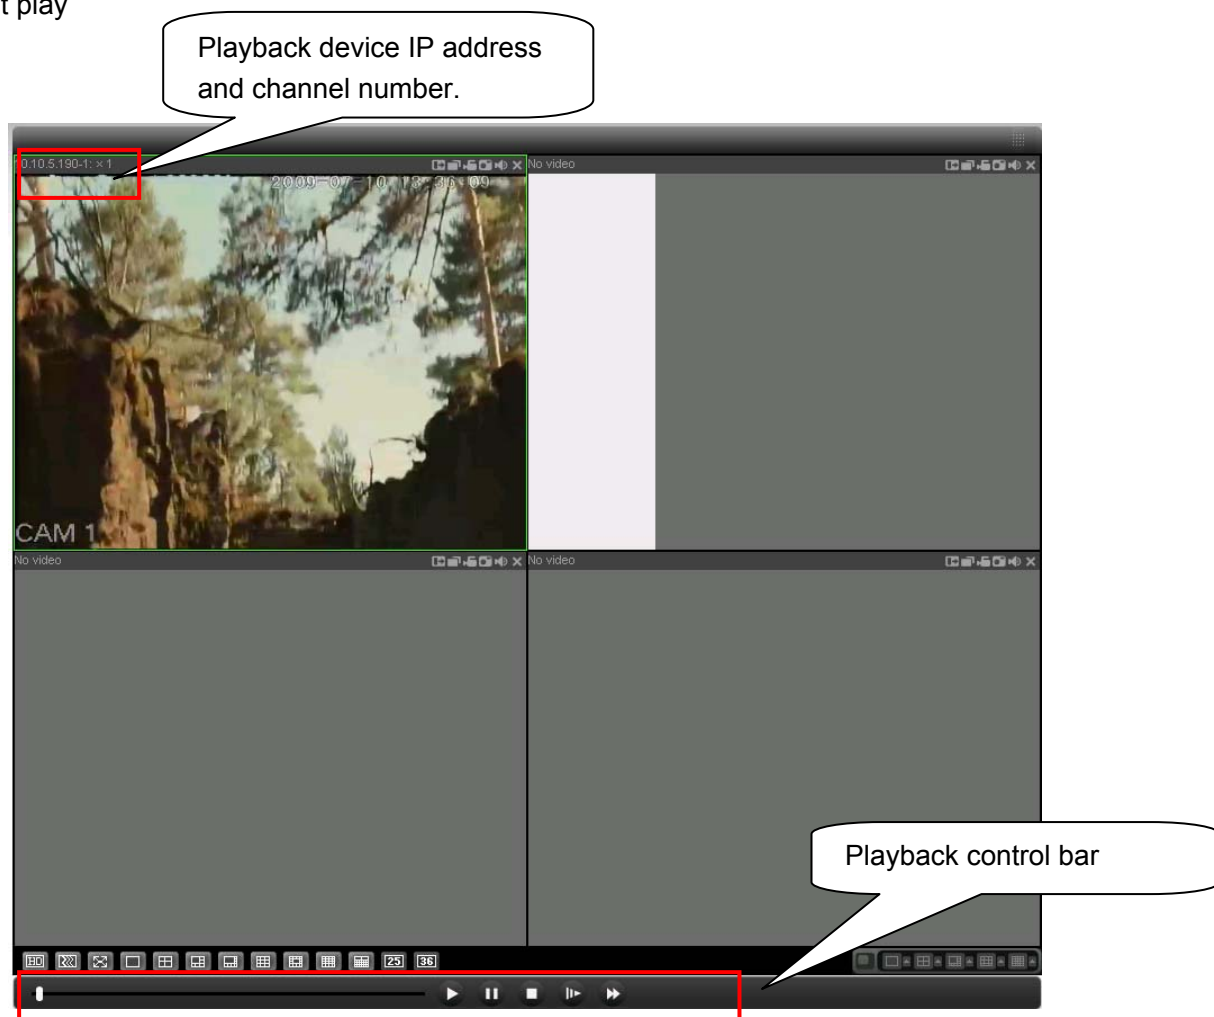 t play
Playback device IP address
and channel number.
0.10.5.190-1: × 1
No video
2009-07-10 13:36:09
CAM 1
No video
No video
HD
25 36
Playback control bar